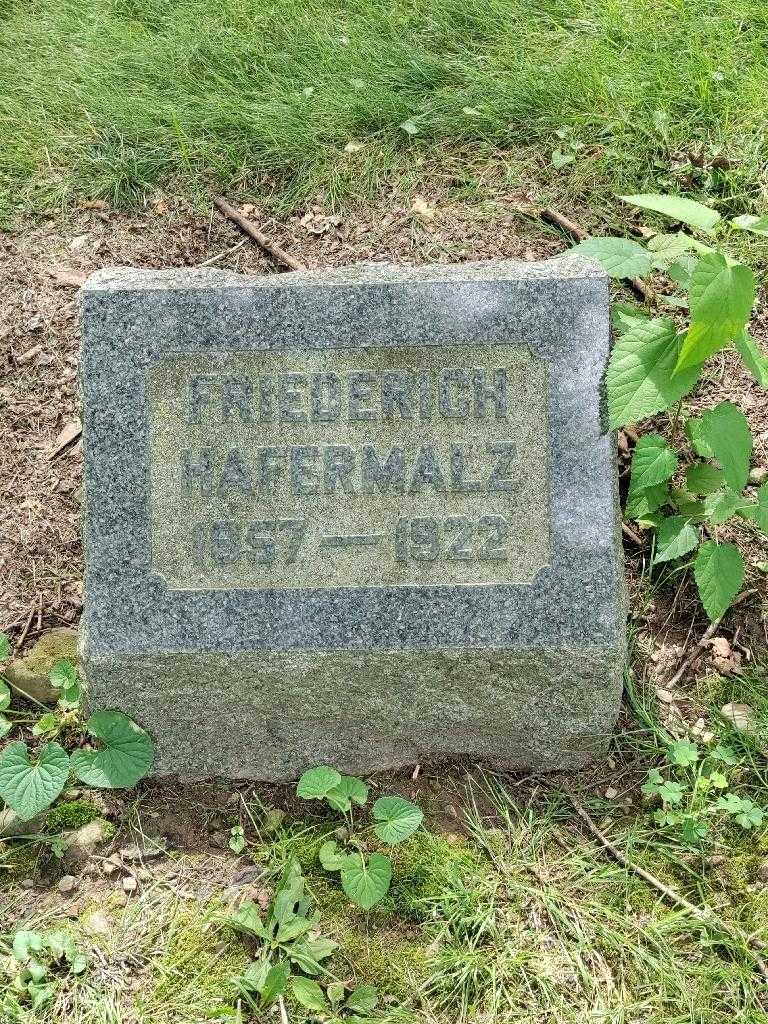 FRIEDERICH
HAFERMALZ
1857 — 1922